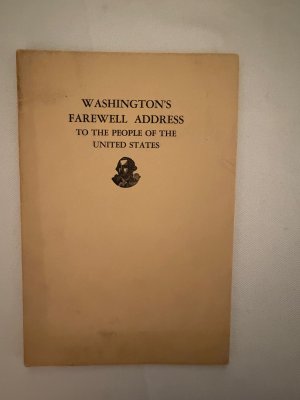 WASHINGTON'S
FAREWELL ADDRESS
TO THE PEOPLE OF THE
UNITED STATES